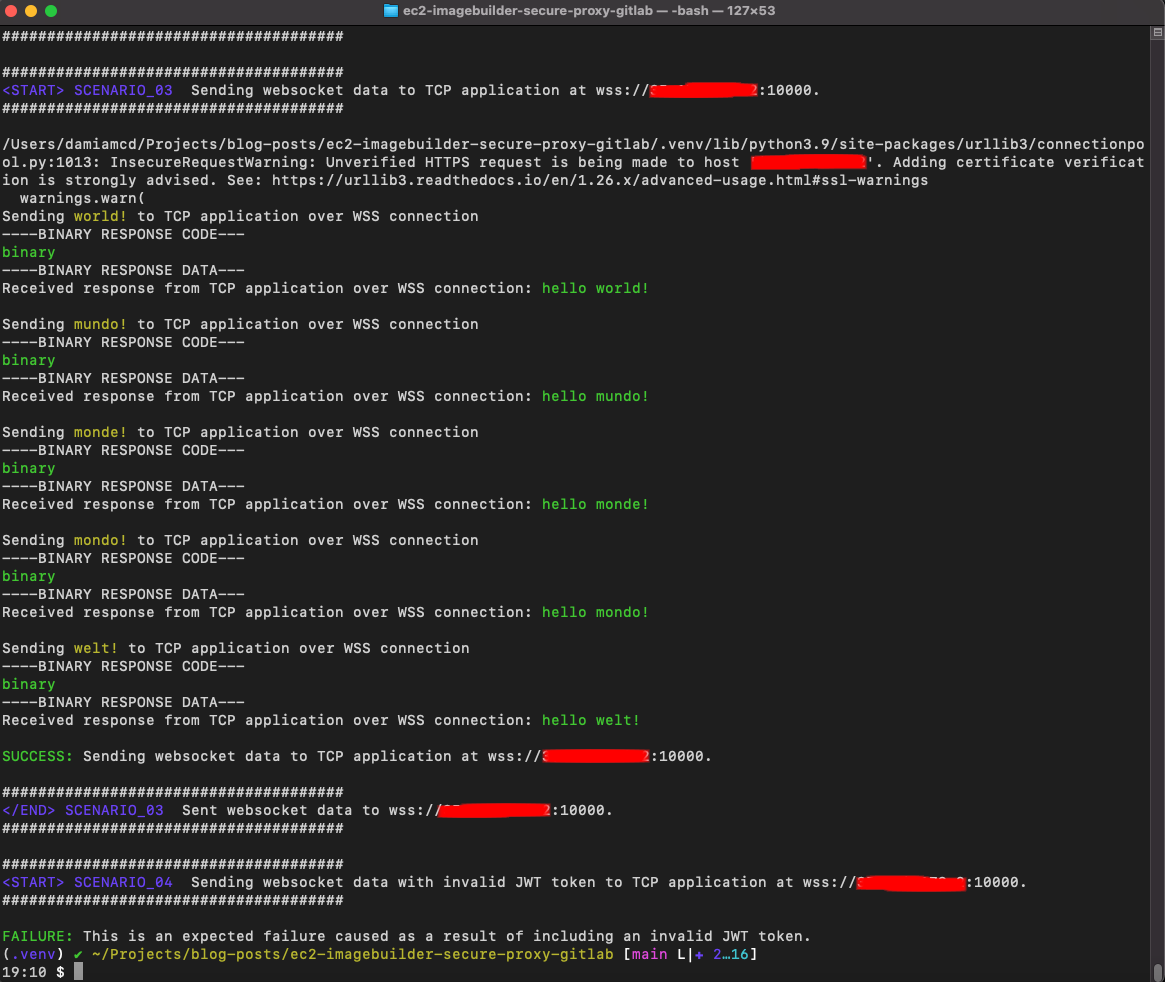 ec2-imagebuilder-secure-proxy-gitlab — -bash — 127×53
######################################
######################################
<START> SCENARIO_03  Sending websocket data to TCP application at wss://:10000.
######################################
/Users/damiamcd/Projects/blog-posts/ec2-imagebuilder-secure-proxy-gitlab/.venv/lib/python3.9/site-packages/urllib3/connectionpo
ol.py:1013: InsecureRequestWarning: Unverified HTTPS request is being made to host '. Adding certificate verificat
ion is strongly advised. See: https://urllib3.readthedocs.io/en/1.26.x/advanced-usage.html#ssl-warnings
  warnings.warn(
Sending world! to TCP application over WSS connection
----BINARY RESPONSE CODE---
binary
----BINARY RESPONSE DATA---
Received response from TCP application over WSS connection: hello world!
Sending mundo! to TCP application over WSS connection
----BINARY RESPONSE CODE---
binary
----BINARY RESPONSE DATA---
Received response from TCP application over WSS connection: hello mundo!
Sending monde! to TCP application over WSS connection
----BINARY RESPONSE CODE---
binary
----BINARY RESPONSE DATA---
Received response from TCP application over WSS connection: hello monde!
Sending mondo! to TCP application over WSS connection
----BINARY RESPONSE CODE---
binary
----BINARY RESPONSE DATA---
Received response from TCP application over WSS connection: hello mondo!
Sending welt! to TCP application over WSS connection
----BINARY RESPONSE CODE---
binary
----BINARY RESPONSE DATA---
Received response from TCP application over WSS connection: hello welt!
SUCCESS: Sending websocket data to TCP application at wss://:10000.
######################################
</END> SCENARIO_03  Sent websocket data to wss://:10000.
######################################
######################################
<START> SCENARIO_04  Sending websocket data with invalid JWT token to TCP application at wss://:10000.
######################################
FAILURE: This is an expected failure caused as a result of including an invalid JWT token.
(.venv) ✔ ~/Projects/blog-posts/ec2-imagebuilder-secure-proxy-gitlab [main L|+ 2…16]
19:10 $